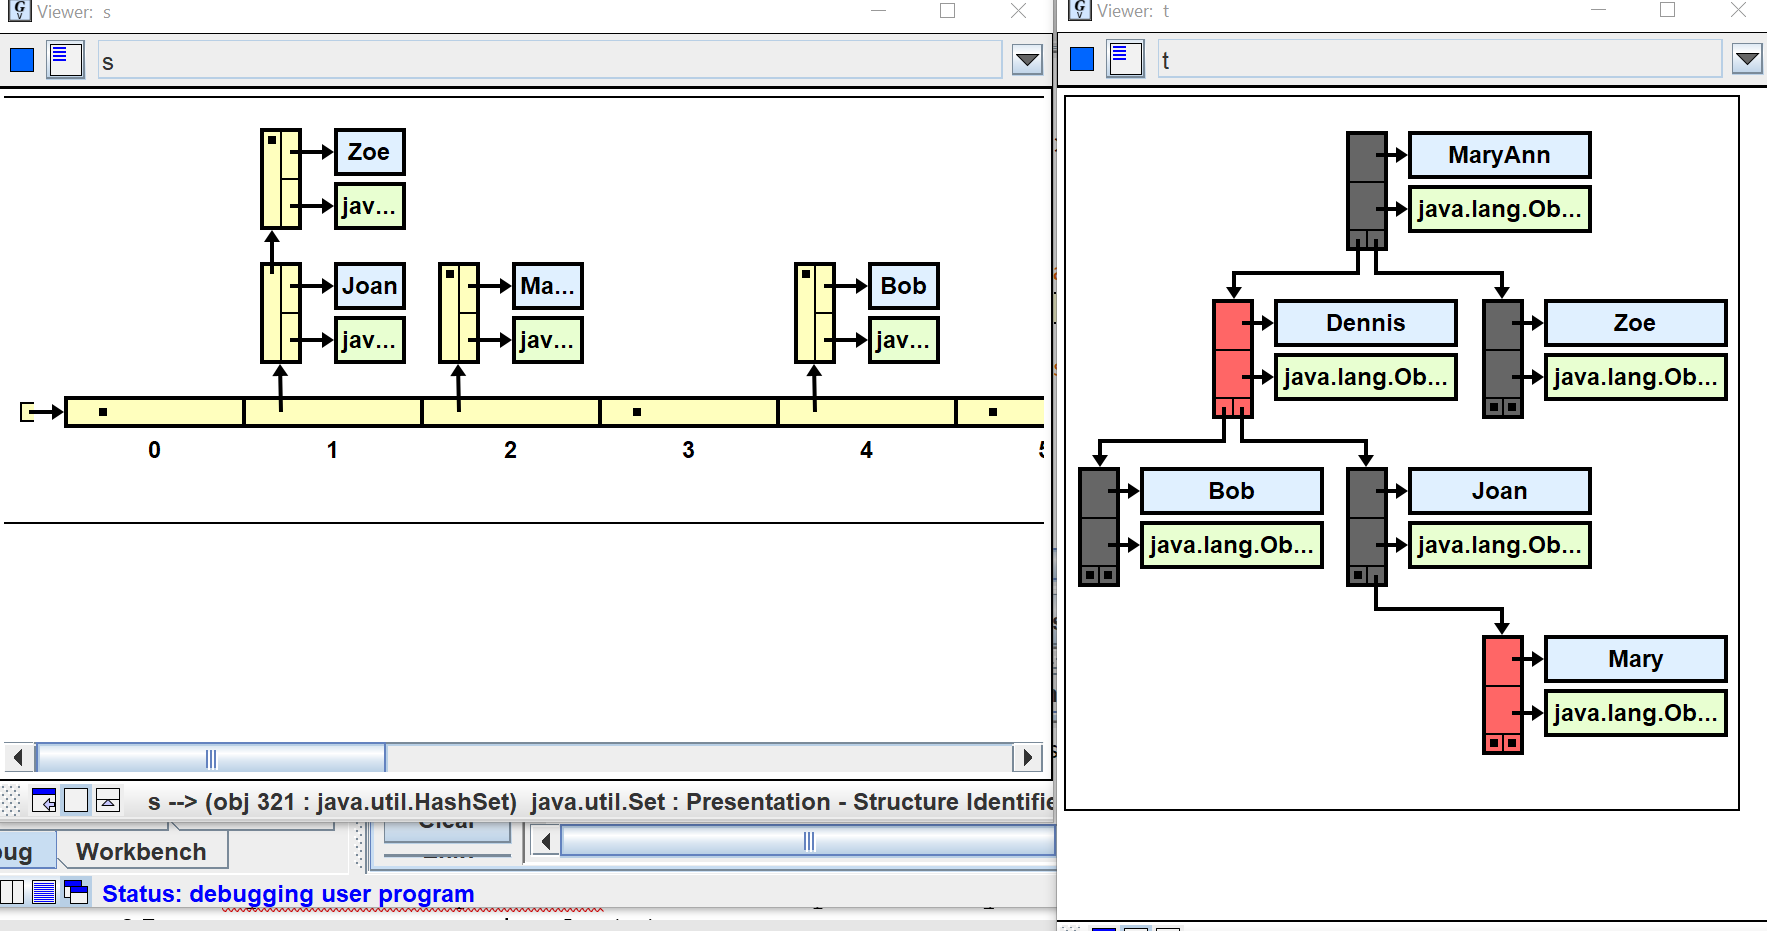 Viewer: s
s
Zoe
jav...
Joan
Ma...
Bob
jav...
jav...
jav...
0
1
2
3
4
s --> (obj 321 : java.util.HashSet) java.util.Set : Presentation - Structure Identifie
Clear
ug
Workbench
Status: debugging user program
Viewer: t
t
MaryAnn
java.lang.Ob...
Dennis
Zoe
java.lang.Ob...
java.lang.Ob...
Bob
Joan
java.lang.Ob...
java.lang.Ob...
Mary
java.lang.Ob...